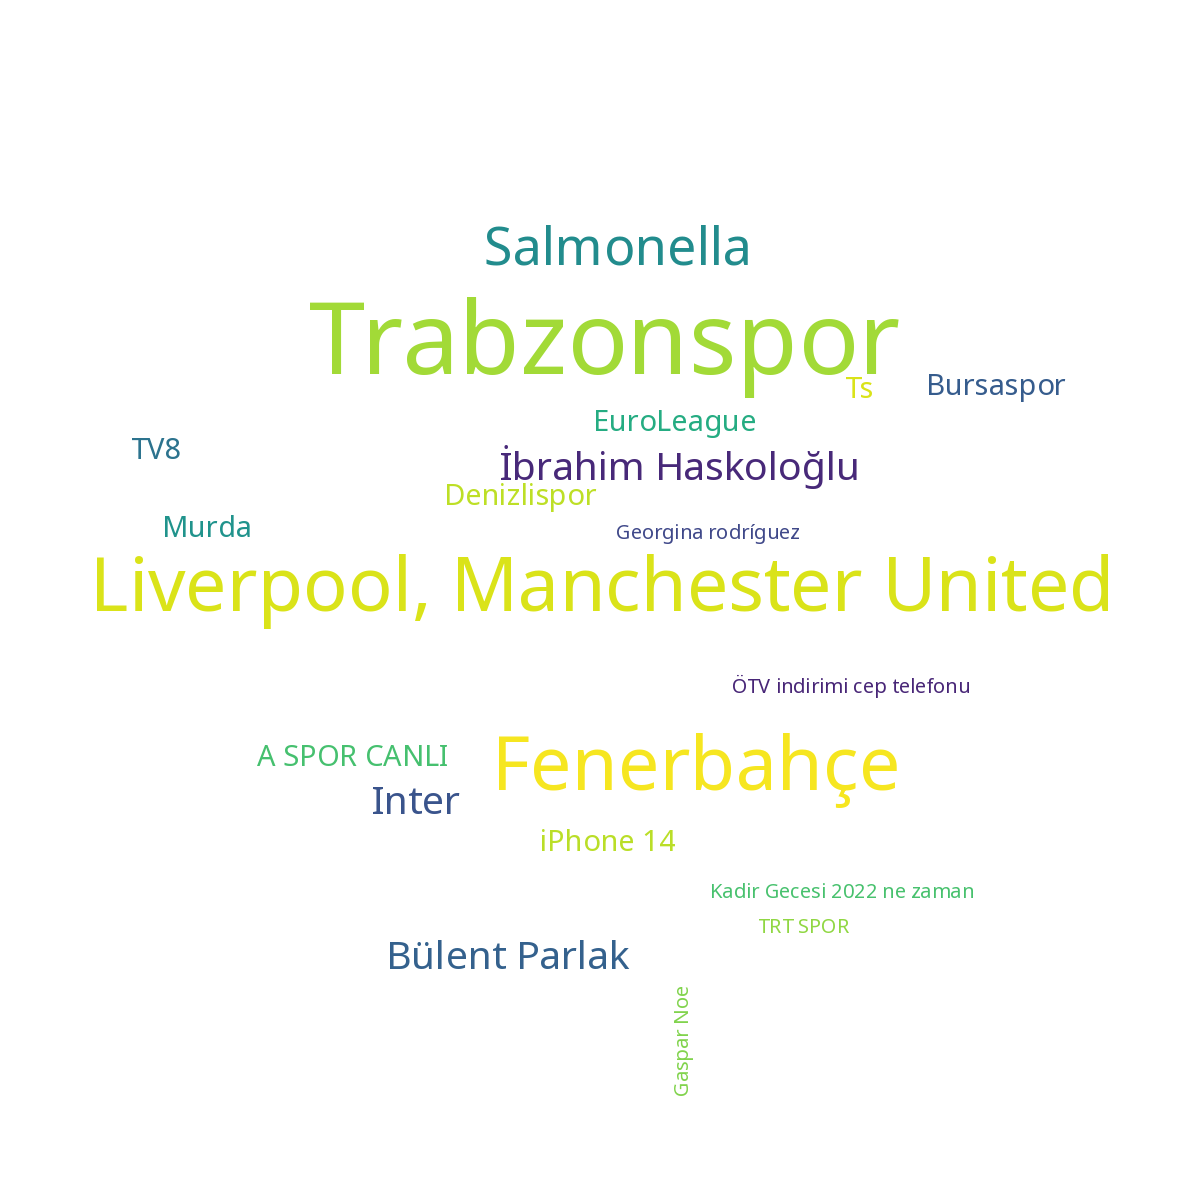 Salmonella
Trabzonspor
Ts
Bursaspor
EuroLeague
TV8
İbrahim Haskoloğlu
Denizlispor
Murda
Georgina rodríguez
Liverpool, Manchester United
ÖTV indirimi cep telefonu
A SPOR CANLI
Fenerbahçe
Inter
iPhone 14
Kadir Gecesi 2022 ne zaman
TRT SPOR
Bülent Parlak
Gaspar Noe